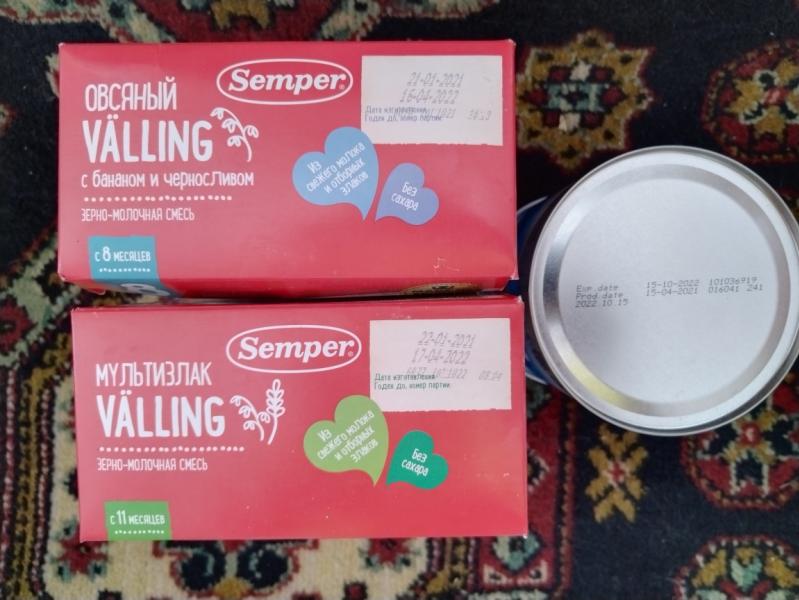 Semper®
ОВСЯНЫЙ
VÄLLING
с бананом и черносливом
ЗЕРНО-МОЛОЧНАЯ СМЕСЬ
с 8 МЕСЯЦЕВ
21-01-2021
16-04-2022
Дата изготовления
Годен до, номер партии
Из
свежего молока
и отборных
злаков
Без
сахара
Semper®
МУЛЬТИЗЛАК
VÄLLING
ЗЕРНО-МОЛОЧНАЯ СМЕСЬ
с 11 МЕСЯЦЕВ
22-01-2021
17-04-2022
Дата изготовления
Годен до, номер партии
Из
свежего молока
и отборных
злаков
Без
сахара
Exp.date 15-10-2022 101036919
Prod.date 15-04-2021 016041 241
2022.10.15